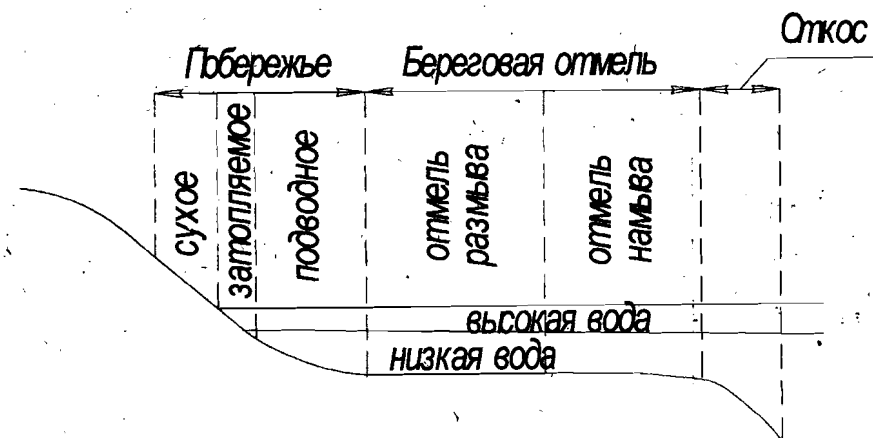 Откос
Побережье
Береговая отмель
сухое
затопляемое
подводное
отмель
размыва
отмель
намыва
высокая вода
низкая вода